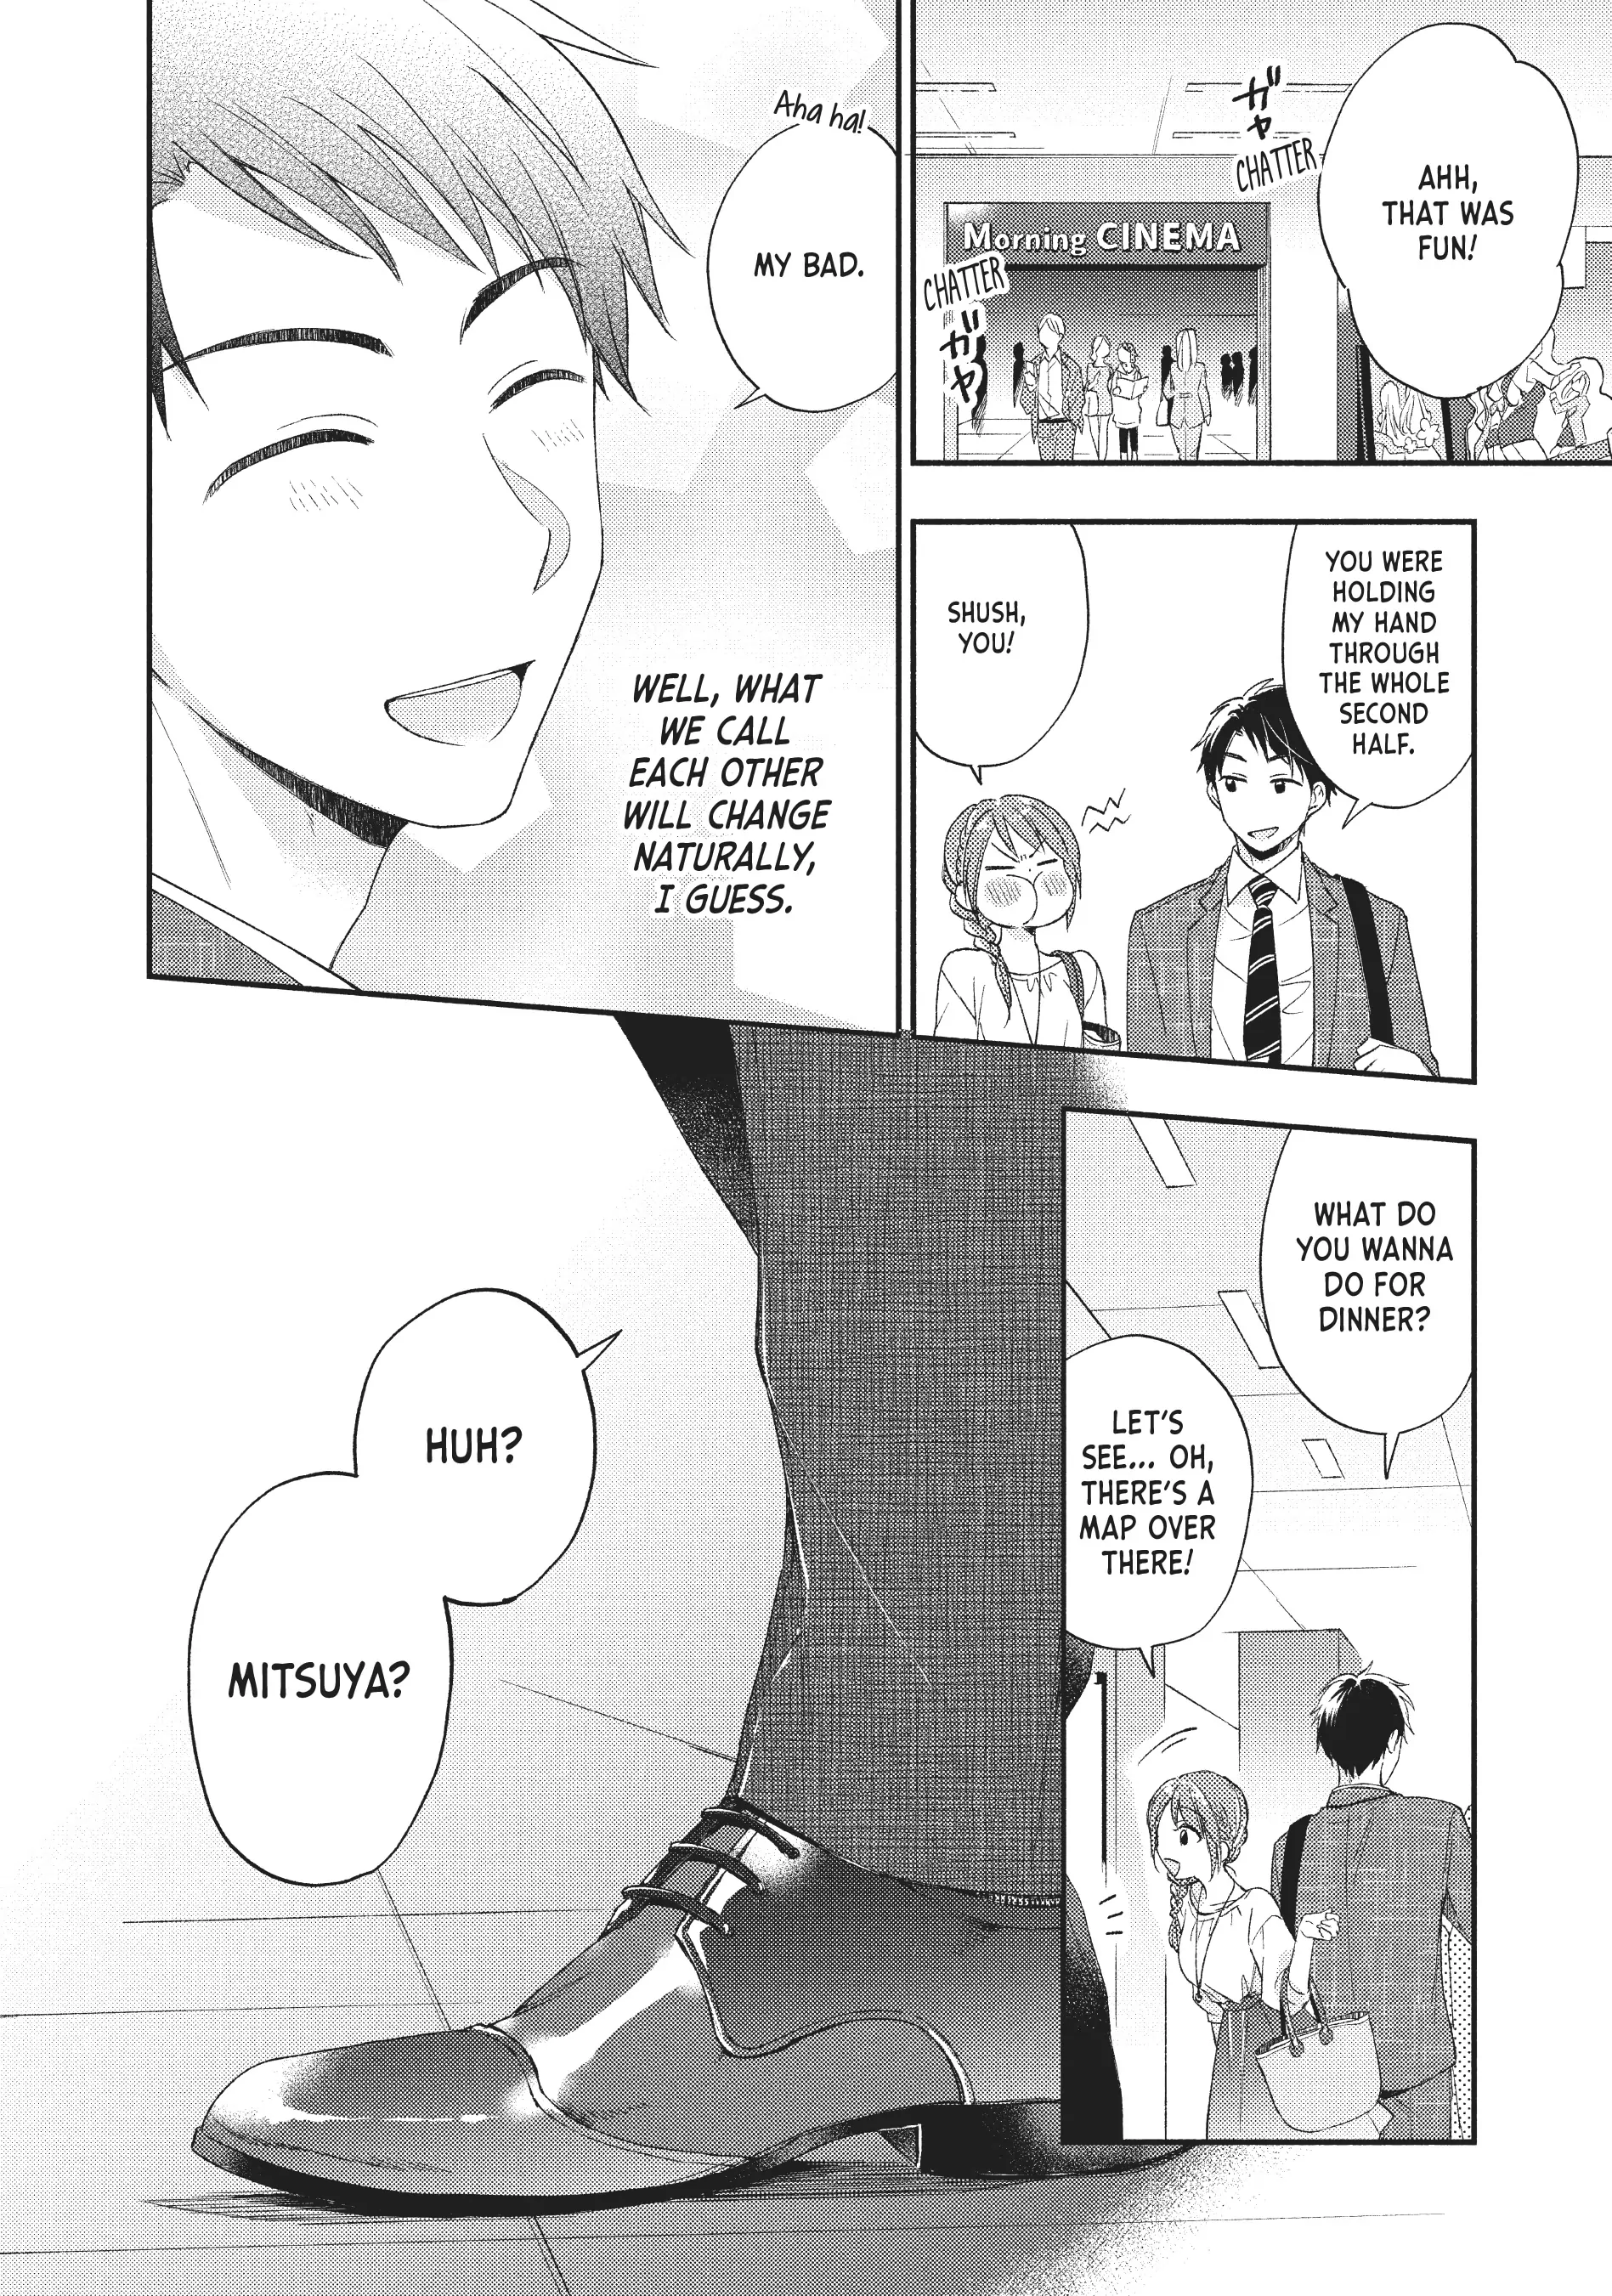 AHH,
THAT WAS
FUN!
ガヤ
CHATTER
Morning CINEMA
CHATTER
ガヤ
YOU WERE
HOLDING
MY HAND
THROUGH
THE WHOLE
SECOND
HALF.
SHUSH,
YOU!
Aha ha!
MY BAD.
WELL, WHAT
WE CALL
EACH OTHER
WILL CHANGE
NATURALLY,
I GUESS.
WHAT DO
YOU WANNA
DO FOR
DINNER?
LET'S
SEE... OH,
THERE'S A
MAP OVER
THERE!
HUH?
MITSUYA?